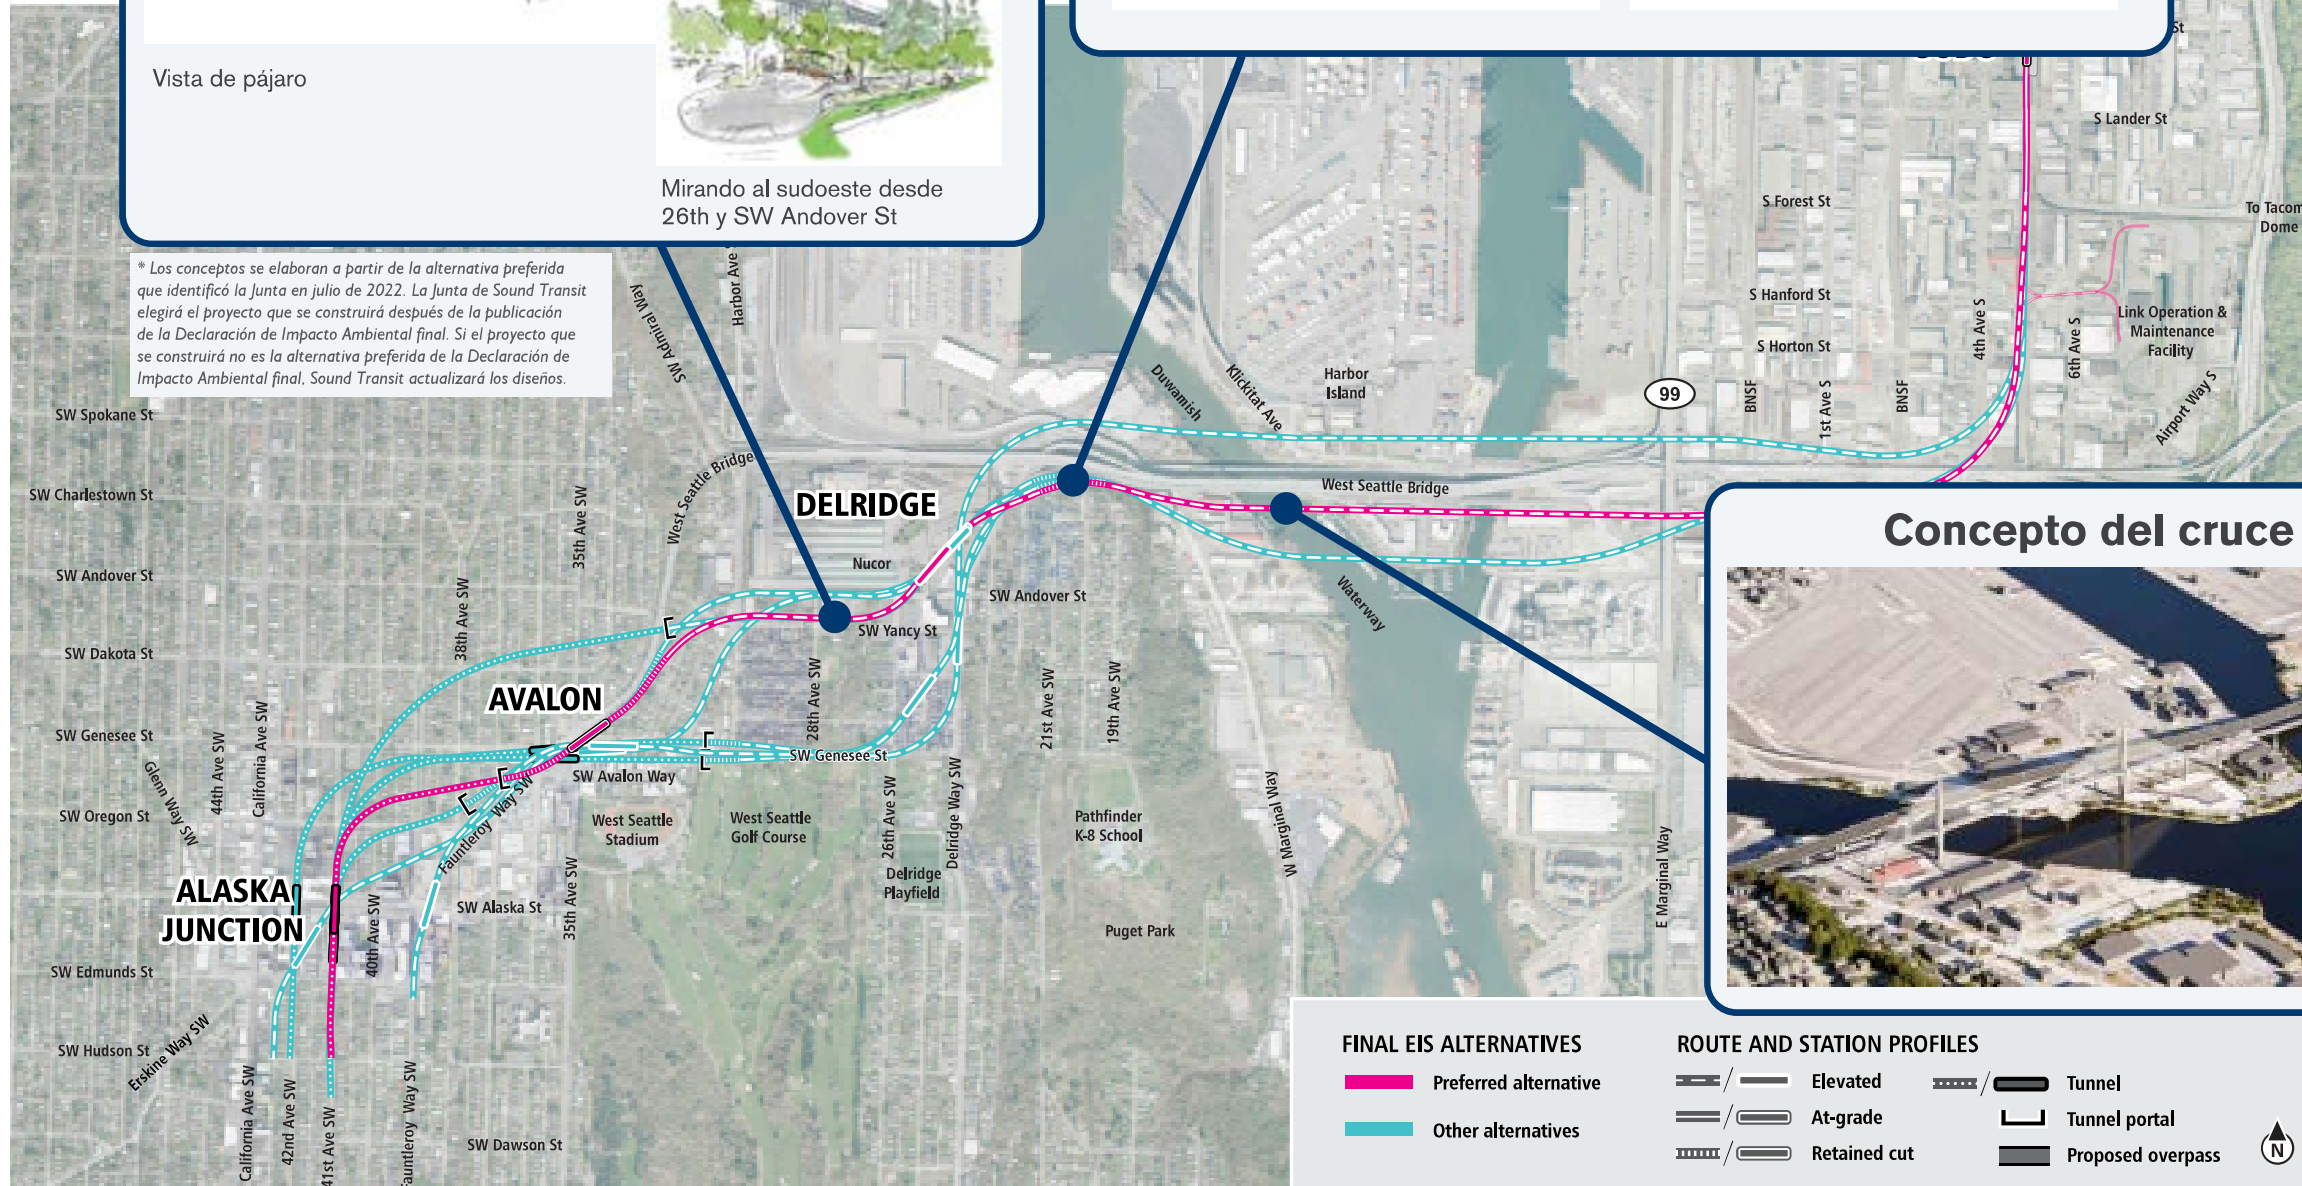 Vista de pájaro
Mirando al sudoeste desde
26th y SW Andover St
* Los conceptos se elaboran a partir de la alternativa preferida
que identificó la Junta en julio de 2022. La Junta de Sound Transit
elegirá el proyecto que se construirá después de la publicación
de la Declaración de Impacto Ambiental final. Si el proyecto que
se construirá no es la alternativa preferida de la Declaración de
Impacto Ambiental final, Sound Transit actualizará los diseños.
St
S Lander St
S Forest St
To Tacom
Dome
S Hanford St
S Horton St
4th Ave S
6th Ave S
Link Operation &
Maintenance
Facility
Airport Way S
BNSF
1st Ave S
BNSF
99
SW Admiral Way
Harbor Ave S
Duwamish
Klickitat Ave
Harbor
Island
SW Spokane St
SW Charlestown St
SW Andover St
SW Dakota St
SW Genesee St
SW Oregon St
SW Edmunds St
SW Hudson St
35th Ave SW
West Seattle Bridge
DELRIDGE
Nucor
West Seattle Bridge
SW Andover St
SW Yancy St
Waterway
38th Ave SW
AVALON
28th Ave SW
21st Ave SW
19th Ave SW
SW Genesee St
SW Avalon Way
Glenn Way SW
44th Ave SW
California Ave SW
Fauntleroy Way SW
West Seattle
Stadium
West Seattle
Golf Course
26th Ave SW
Delridge Way SW
Delridge
Playfield
Pathfinder
K-8 School
W Marginal Way
E Marginal Way
Puget Park
ALASKA
JUNCTION
40th Ave SW
SW Alaska St
35th Ave SW
Erskine Way SW
California Ave SW
42nd Ave SW
41st Ave SW
Fauntleroy Way SW
SW Dawson St
Concepto del cruce
FINAL EIS ALTERNATIVES
Preferred alternative
Other alternatives
ROUTE AND STATION PROFILES
Elevated
At-grade
Retained cut
Tunnel
Tunnel portal
Proposed overpass
N